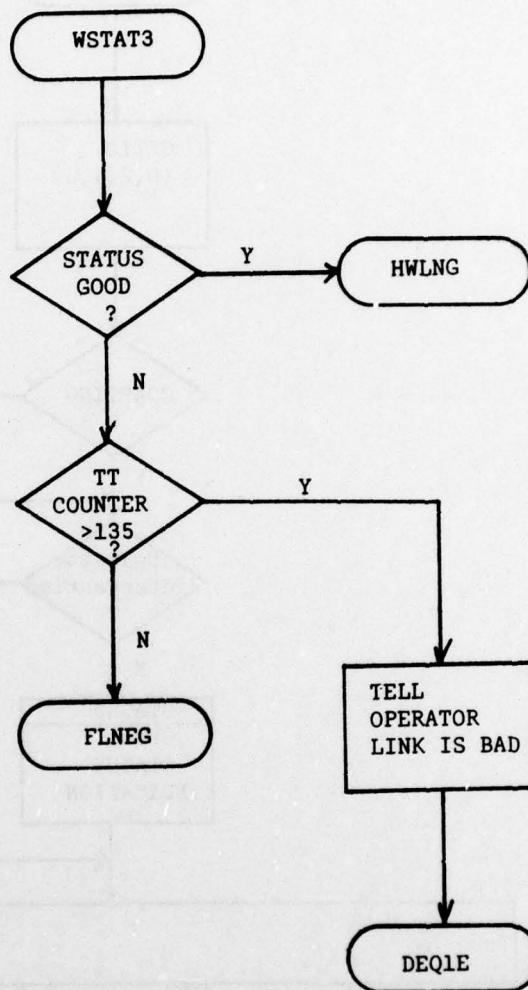 WSTAT3
STATUS
GOOD
?
Y
HWLNG
N
TT
COUNTER
>135
?
Y
N
FLNEG
TELL
OPERATOR
LINK IS BAD
DEQ1E